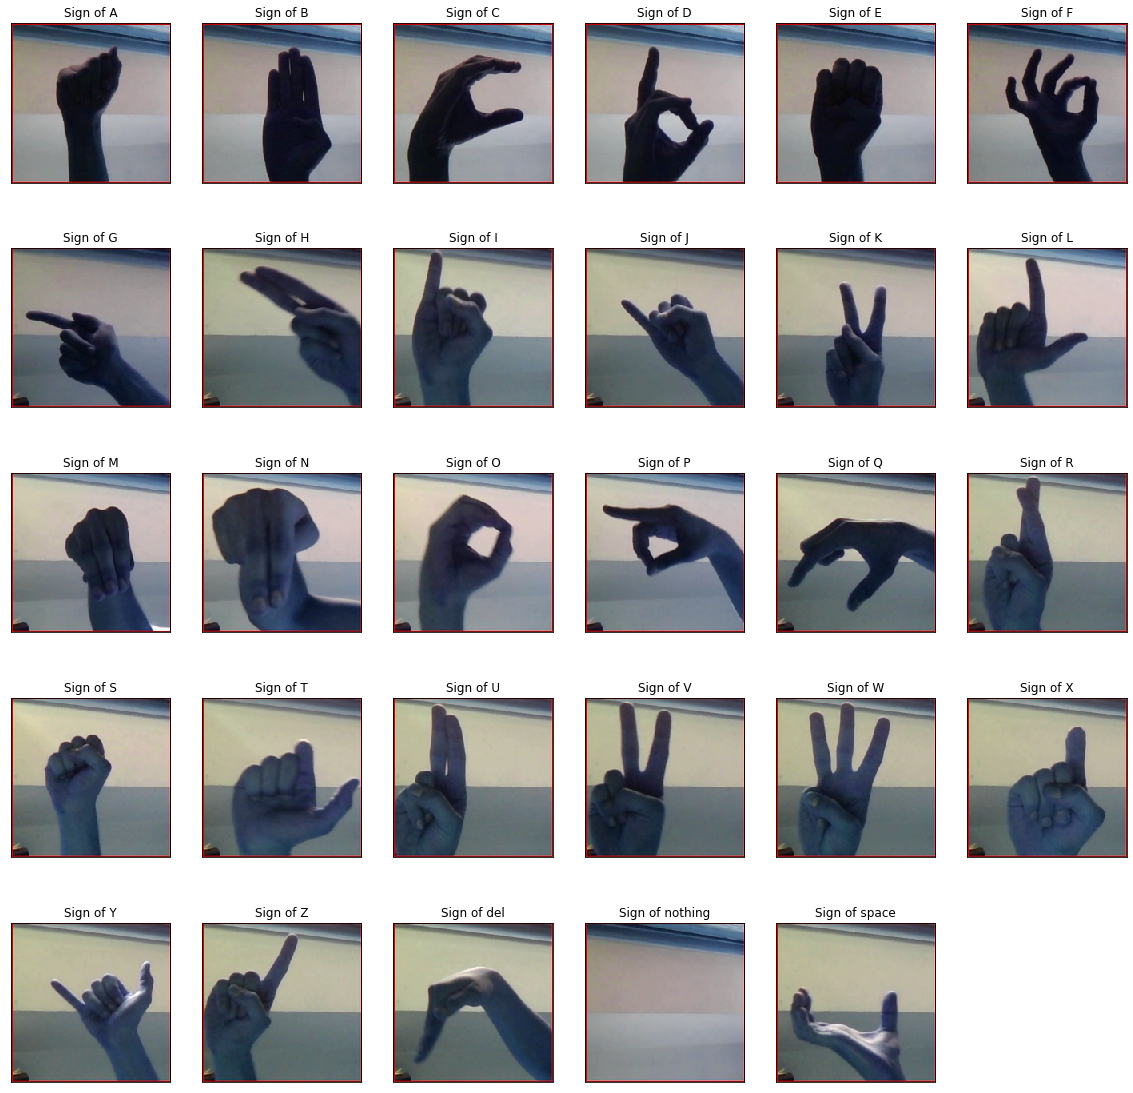 Sign of A
Sign of B
Sign of C
Sign of D
Sign of E
Sign of F
Sign of G
Sign of H
Sign of I
Sign of J
Sign of K
Sign of L
Sign of M
Sign of N
Sign of O
Sign of P
Sign of Q
Sign of R
Sign of S
Sign of T
Sign of U
Sign of V
Sign of W
Sign of X
Sign of Y
Sign of Z
Sign of del
Sign of nothing
Sign of space